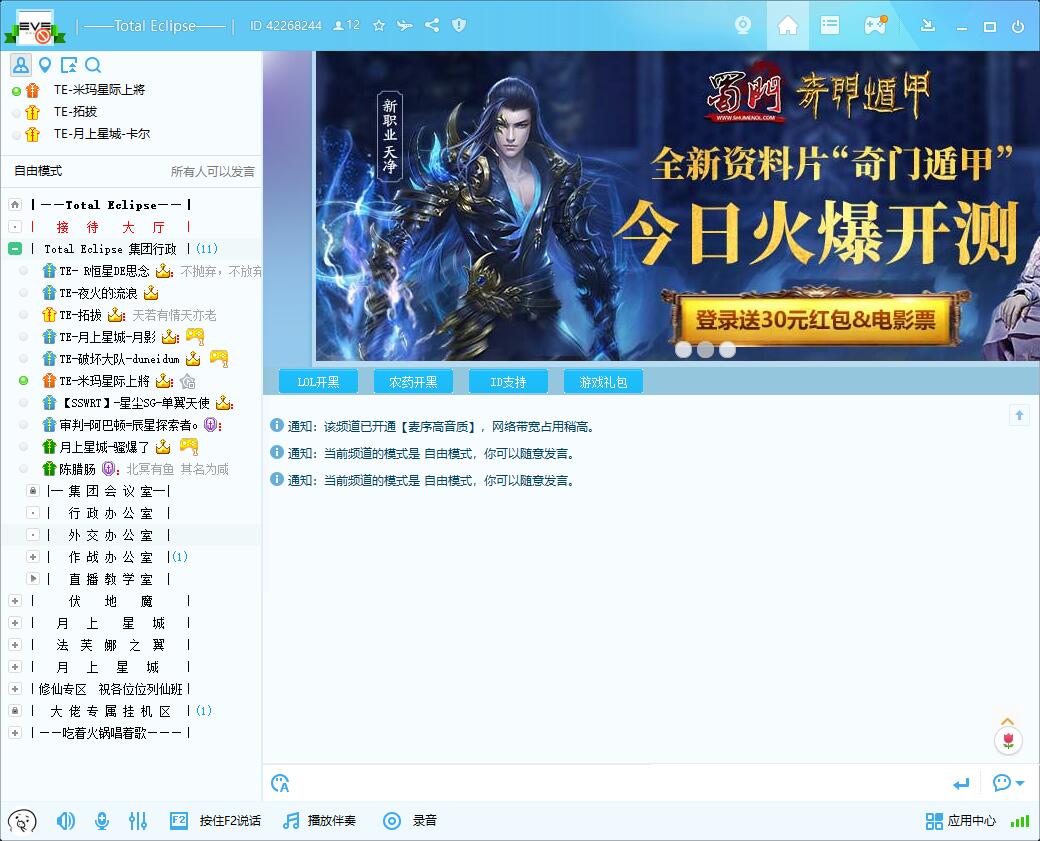 EVE
| ——Total Eclipse—— |
ID 42268244
12
TE-米玛星际上將
TE-拓拔
TE-月上星城-卡尔
自由模式
所有人可以发言
|——Total Eclipse——|
| 接 待 大 厅 |
| Total Eclipse 集团行政 |(11)
TE- R恒星DE思念 不抛弃，不放弃
TE-夜火的流浪
TE-拓拔 天若有情天亦老
TE-月上星城-月影
TE-破坏大队-duneidum
TE-米玛星际上將
【SSWRT】-星尘SG-单翼天使
审判=阿巴顿=辰星探索者。
月上星城-骚爆了
陈腊肠 北冥有鱼 其名为咸
|— 集 团 会 议 室—|
| 行 政 办 公 室 |
| 外 交 办 公 室 |
| 作 战 办 公 室 |(1)
| 直 播 教 学 室 |
| 伏 地 魔 |
| 月 上 星 城 |
| 法 芙 娜 之 翼 |
| 月 上 星 城 |
|修仙专区 祝各位位列仙班|
| 大 佬 专 属 挂 机 区 |(1)
|——吃着火锅唱着歌———|
新职业 天净
蜀門
WWW.SHUMENOL.COM
奇門遁甲
全新资料片“奇门遁甲”
今日火爆开测
登录送30元红包&电影票
LOL开黑
农药开黑
ID支持
游戏礼包
通知：该频道已开通【麦序高音质】，网络带宽占用稍高。
通知：当前频道的模式是 自由模式，你可以随意发言。
通知：当前频道的模式是 自由模式，你可以随意发言。
A
F2
按住F2说话
播放伴奏
录音
应用中心